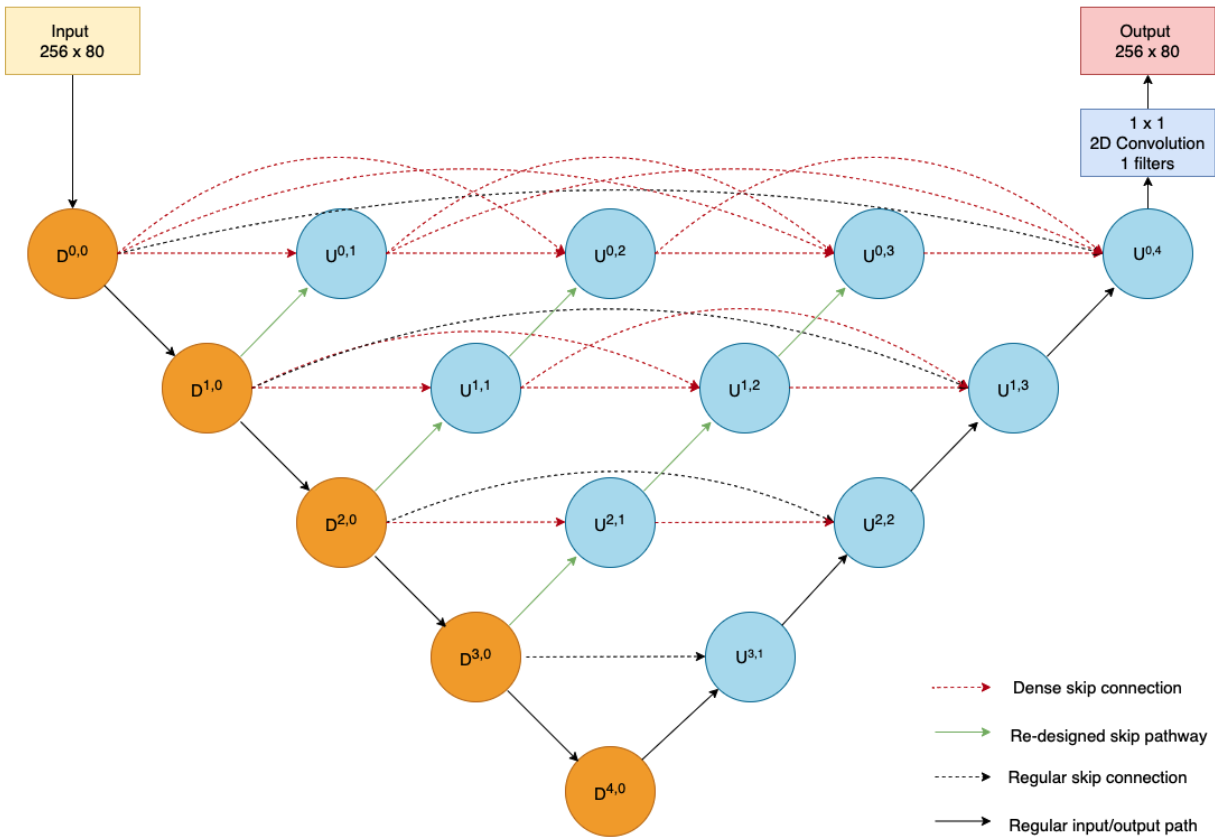 Input
256 x 80
Output
256 x 80
1 x 1
2D Convolution
1 filters
D0,0
U0,1
U0,2
U0,3
U0,4
D1,0
U1,1
U1,2
U1,3
D2,0
U2,1
U2,2
D3,0
U3,1
D4,0
Dense skip connection
Re-designed skip pathway
Regular skip connection
Regular input/output path